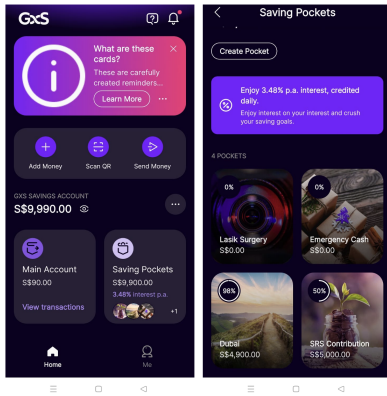 GXS
What are these
cards?
These are carefully
created reminders...
Learn More
Add Money
Scan QR
Send Money
GXS SAVINGS ACCOUNT
S$9,990.00
Main Account
S$90.00
View transactions
Saving Pockets
S$9,900.00
3.48% interest p.a.
+1
Home
Me
Saving Pockets
Create Pocket
Enjoy 3.48% p.a. interest, credited
daily.
Enjoy interest on your interest and crush
your saving goals.
4 POCKETS
0%
Lasik Surgery
S$0.00
0%
Emergency Cash
S$0.00
98%
Dubai
S$4,900.00
50%
SRS Contribution
S$5,000.00